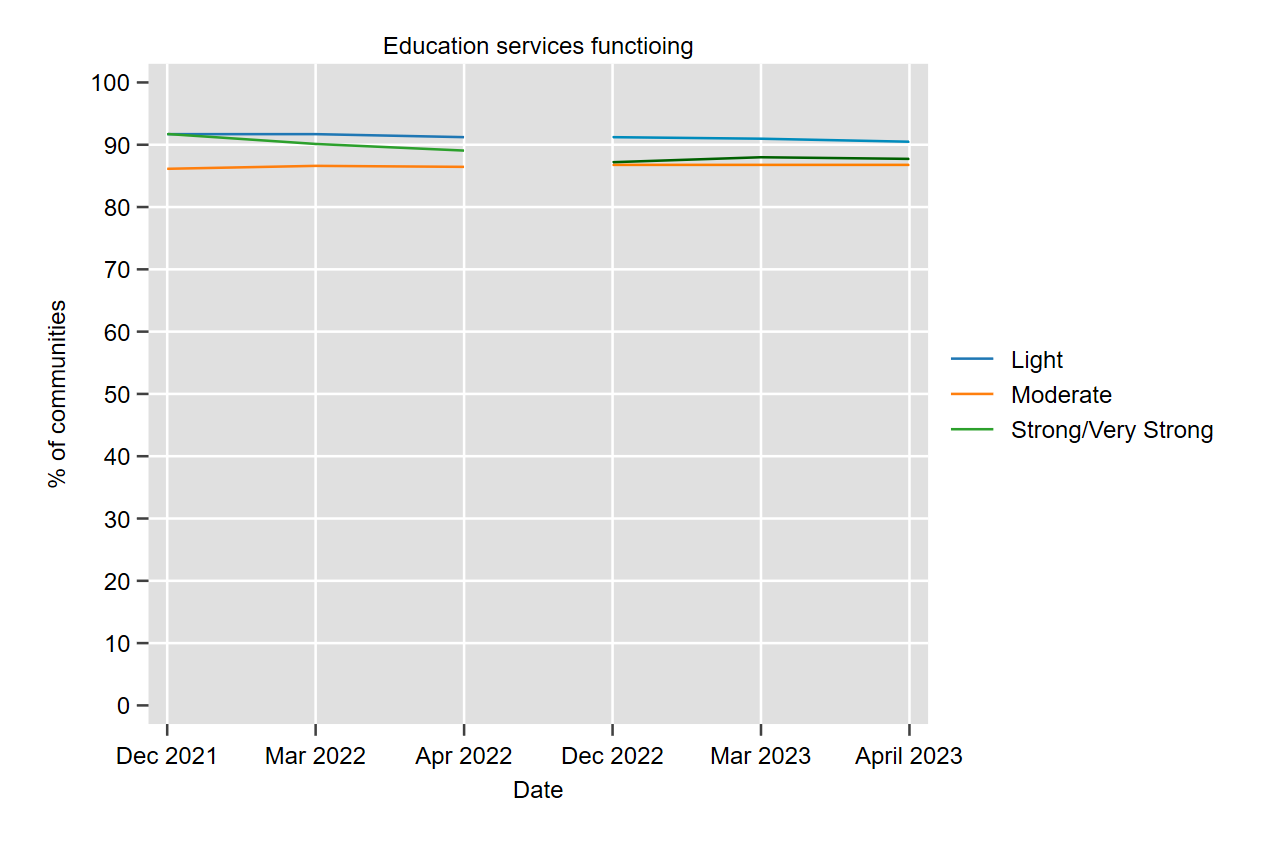 Education services functioing
100
90
80
70
60
50
40
30
20
10
0
% of communities
Dec 2021 Mar 2022 Apr 2022 Dec 2022 Mar 2023 April 2023
Date
Light
Moderate
Strong/Very Strong